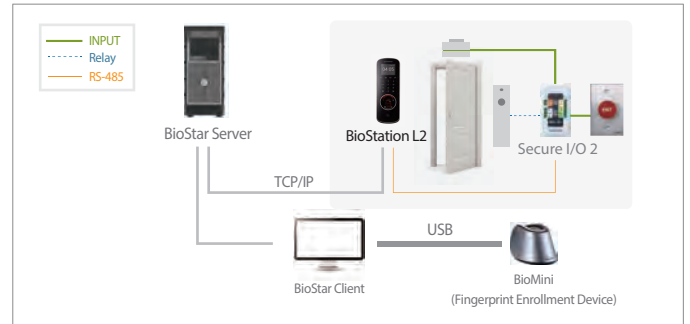 INPUT
Relay
RS-485
BioStar Server
BioStation L2
Secure I/O 2
EXIT
TCP/IP
USB
BioStar Client
BioMini
(Fingerprint Enrollment Device)